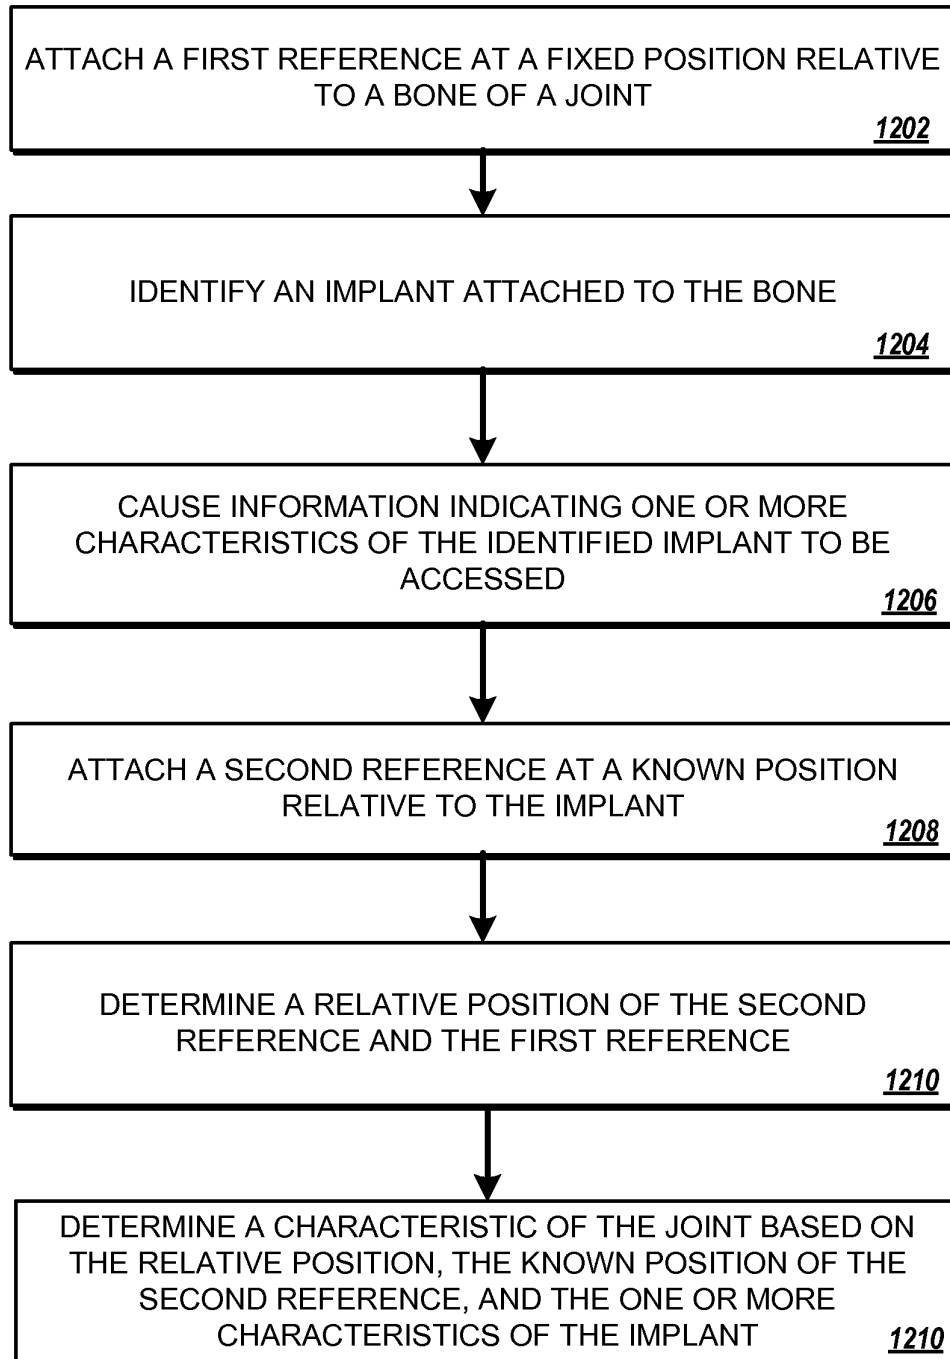 ATTACH A FIRST REFERENCE AT A FIXED POSITION RELATIVE
TO A BONE OF A JOINT
1202
IDENTIFY AN IMPLANT ATTACHED TO THE BONE
1204
CAUSE INFORMATION INDICATING ONE OR MORE
CHARACTERISTICS OF THE IDENTIFIED IMPLANT TO BE
ACCESSED
1206
ATTACH A SECOND REFERENCE AT A KNOWN POSITION
RELATIVE TO THE IMPLANT
1208
DETERMINE A RELATIVE POSITION OF THE SECOND
REFERENCE AND THE FIRST REFERENCE
1210
DETERMINE A CHARACTERISTIC OF THE JOINT BASED ON
THE RELATIVE POSITION, THE KNOWN POSITION OF THE
SECOND REFERENCE, AND THE ONE OR MORE
CHARACTERISTICS OF THE IMPLANT
1210